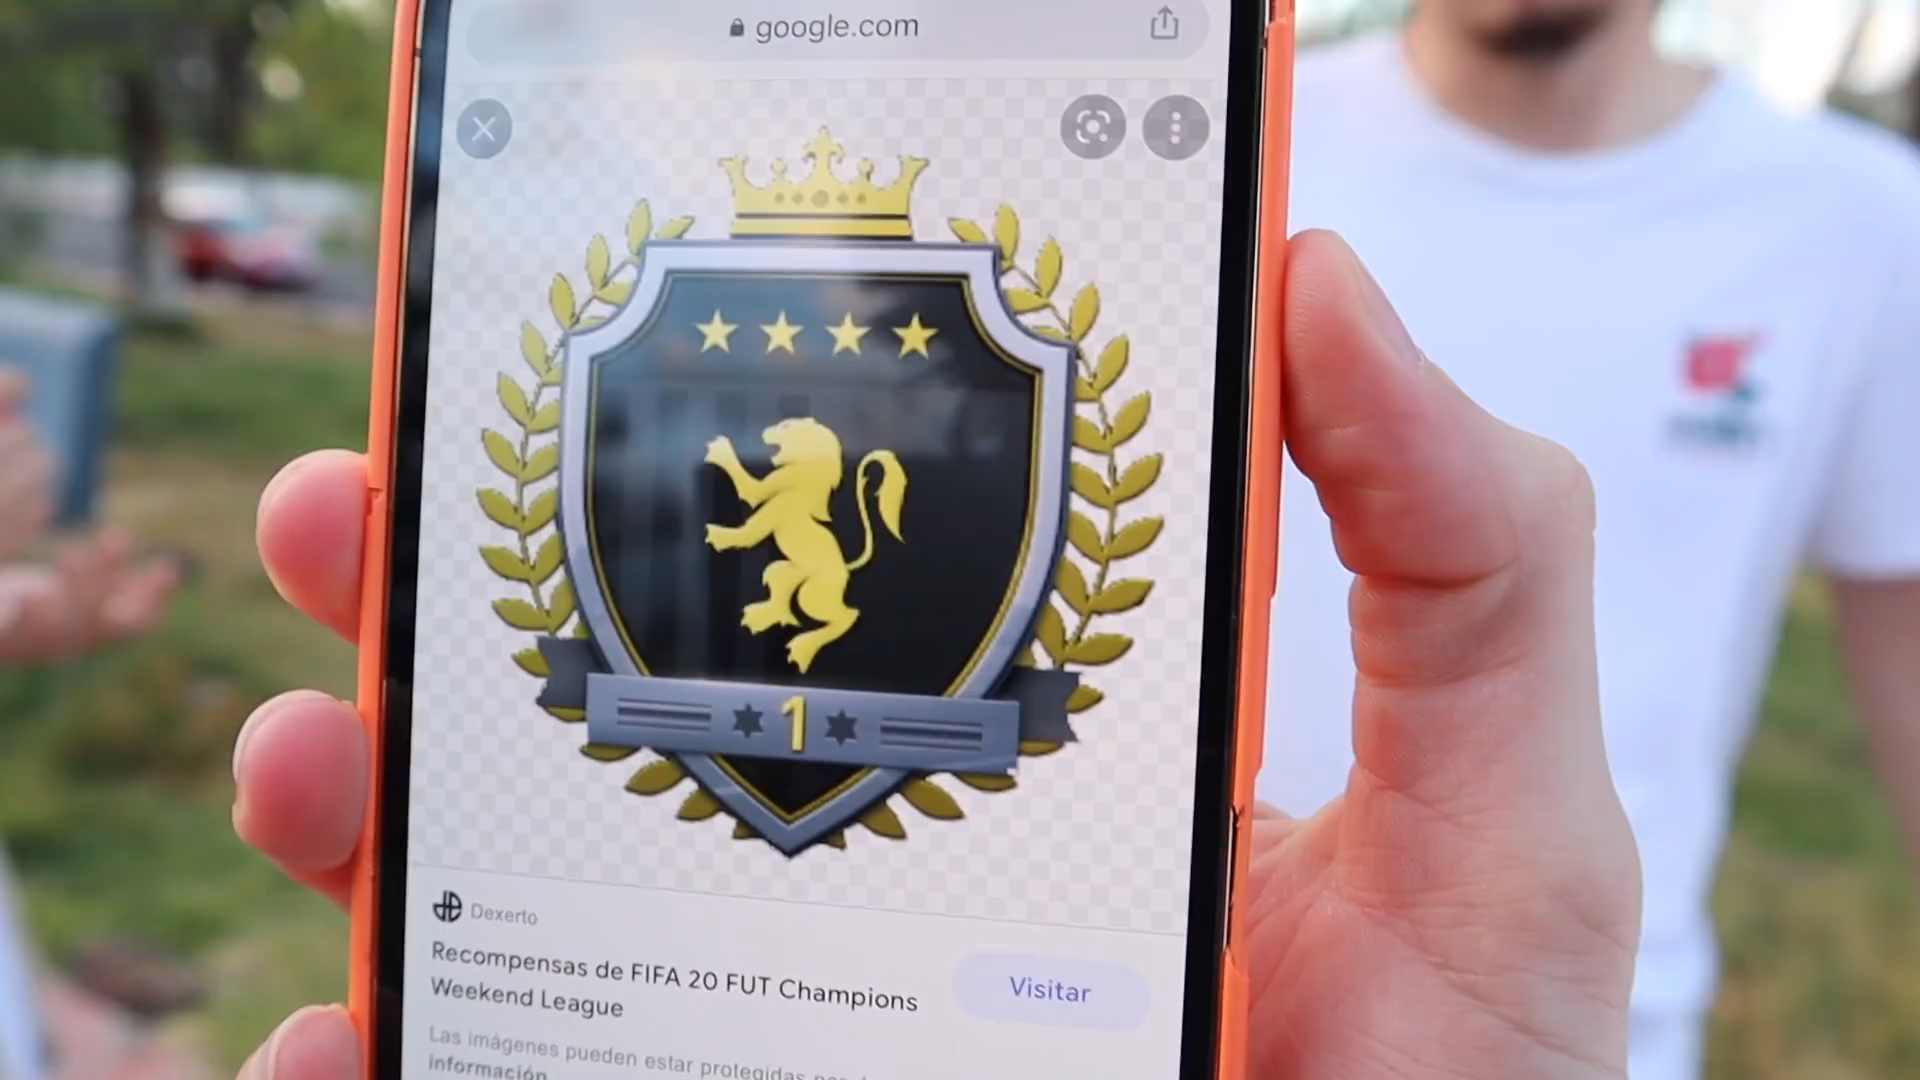 google.com
1
Dexerto
Recompensas de FIFA 20 FUT Champions
Weekend League
Visitar
Las imágenes pueden estar protegidas
información